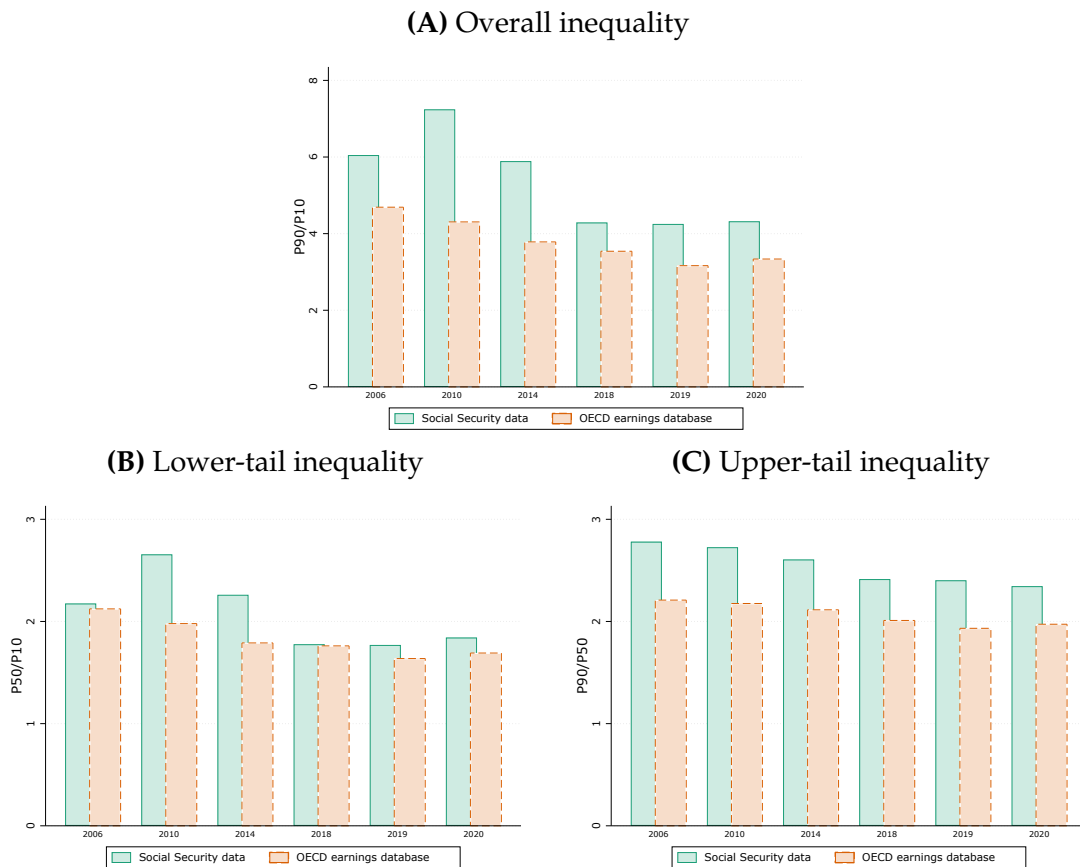 (A) Overall inequality
P90/P10
8
6
4
2
0
2006 2010 2014 2018 2019 2020
Social Security data OECD earnings database
(B) Lower-tail inequality
P50/P10
3
2
1
0
2006 2010 2014 2018 2019 2020
Social Security data OECD earnings database
(C) Upper-tail inequality
P90/P50
3
2
1
0
2006 2010 2014 2018 2019 2020
Social Security data OECD earnings database